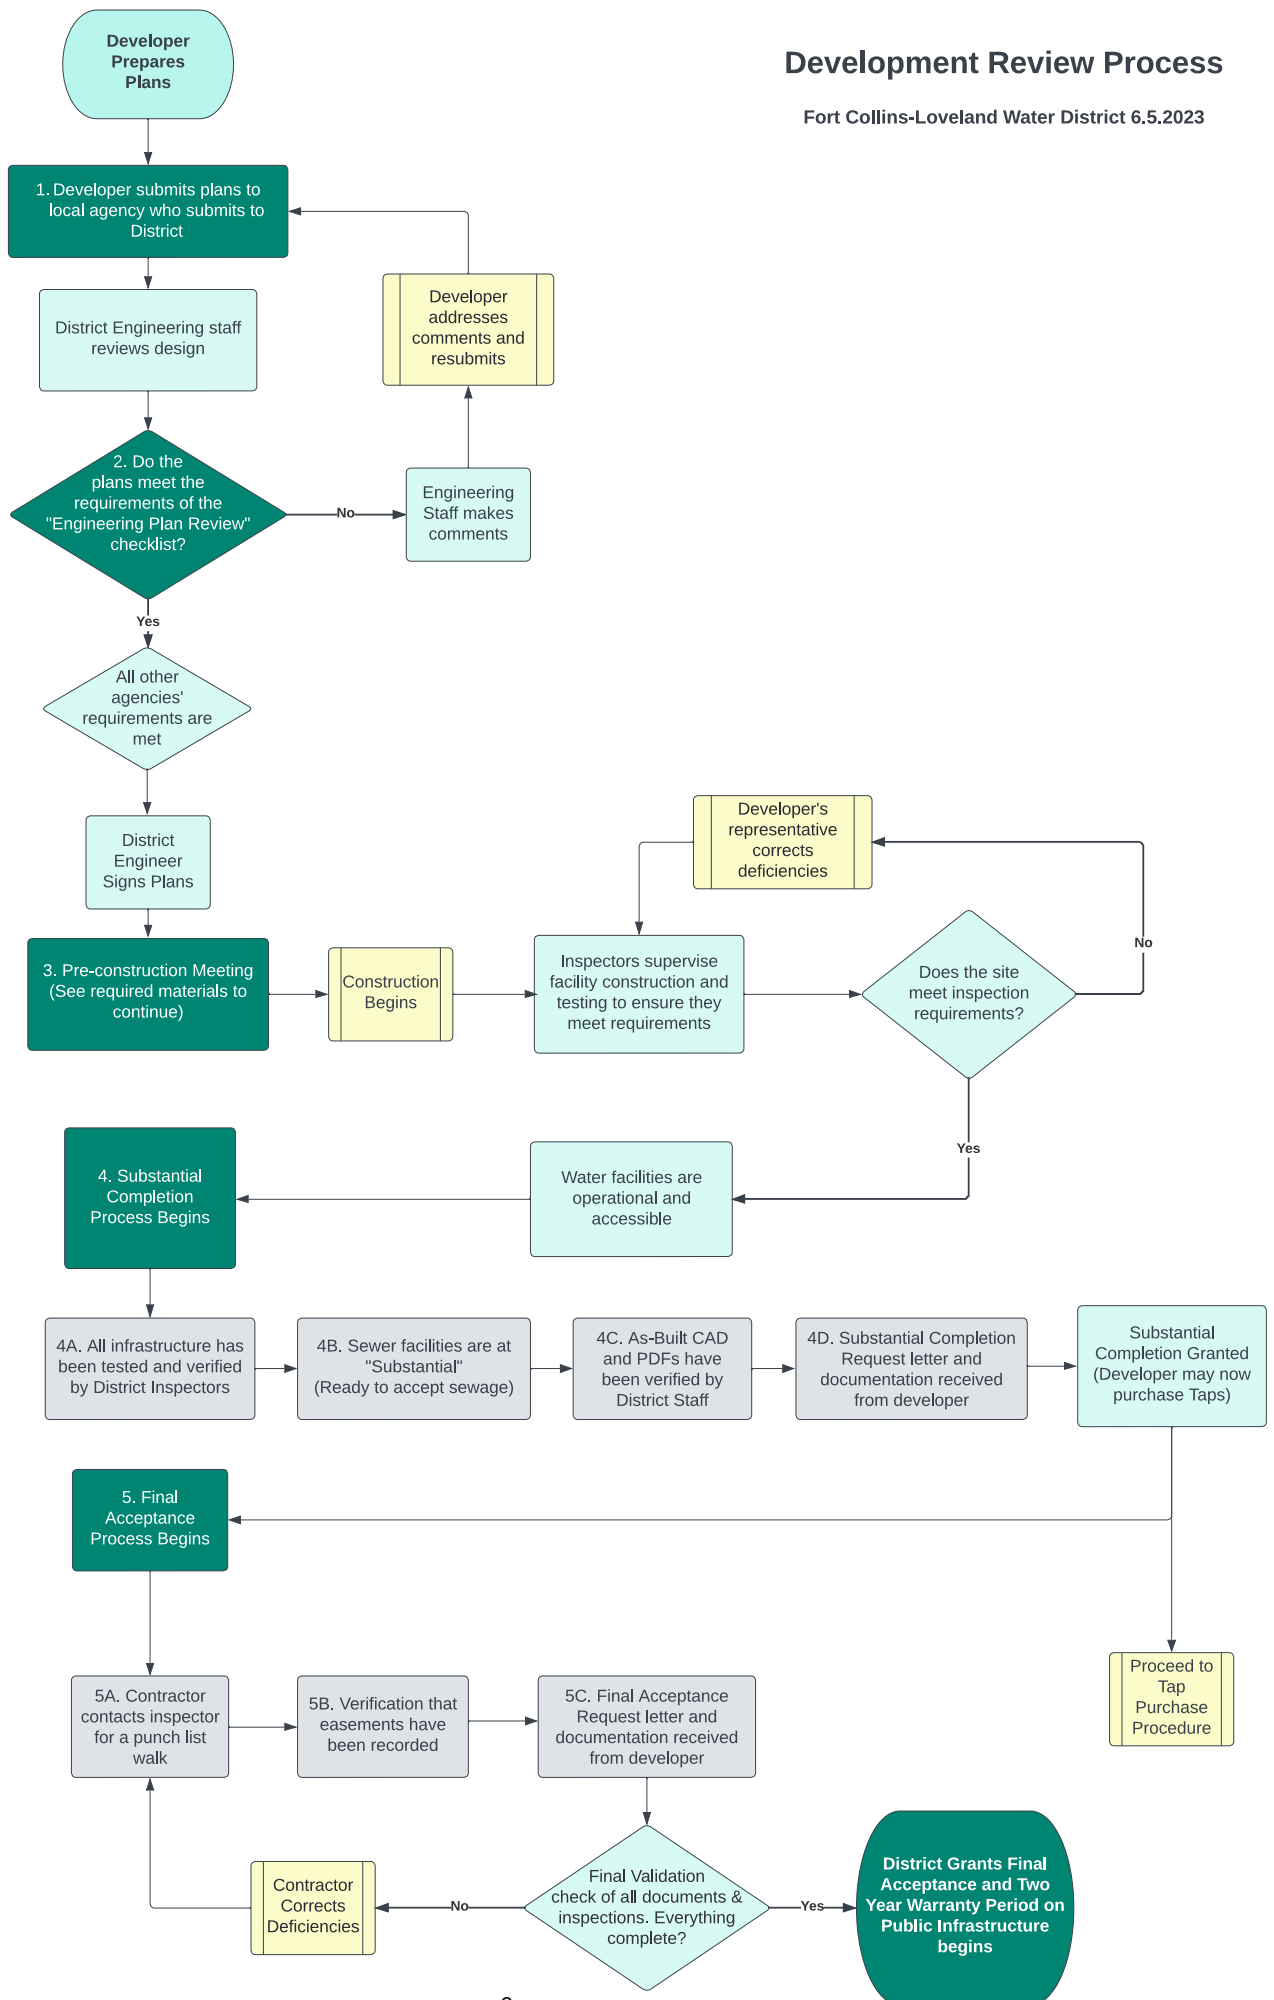 Developer
Prepares
Plans
Development Review Process
Fort Collins-Loveland Water District 6.5.2023
1. Developer submits plans to
local agency who submits to
District
District Engineering staff
reviews design
Developer
addresses
comments and
resubmits
2. Do the
plans meet the
requirements of the
"Engineering Plan Review"
checklist?
No
Engineering
Staff makes
comments
Yes
All other
agencies'
requirements are
met
District
Engineer
Signs Plans
Developer's
representative
corrects
deficiencies
3. Pre-construction Meeting
(See required materials to
continue)
Construction
Begins
Inspectors supervise
facility construction and
testing to ensure they
meet requirements
Does the site
meet inspection
requirements?
No
Yes
Water facilities are
operational and
accessible
4. Substantial
Completion
Process Begins
4A. All infrastructure has
been tested and verified
by District Inspectors
4B. Sewer facilities are at
"Substantial"
(Ready to accept sewage)
4C. As-Built CAD
and PDFs have
been verified by
District Staff
4D. Substantial Completion
Request letter and
documentation received
from developer
Substantial
Completion Granted
(Developer may now
purchase Taps)
5. Final
Acceptance
Process Begins
Proceed to
Tap
Purchase
Procedure
5A. Contractor
contacts inspector
for a punch list
walk
5B. Verification that
easements have
been recorded
5C. Final Acceptance
Request letter and
documentation received
from developer
Final Validation
check of all documents &
inspections. Everything
complete?
No
Contractor
Corrects
Deficiencies
Yes
District Grants Final
Acceptance and Two
Year Warranty Period on
Public Infrastructure
begins